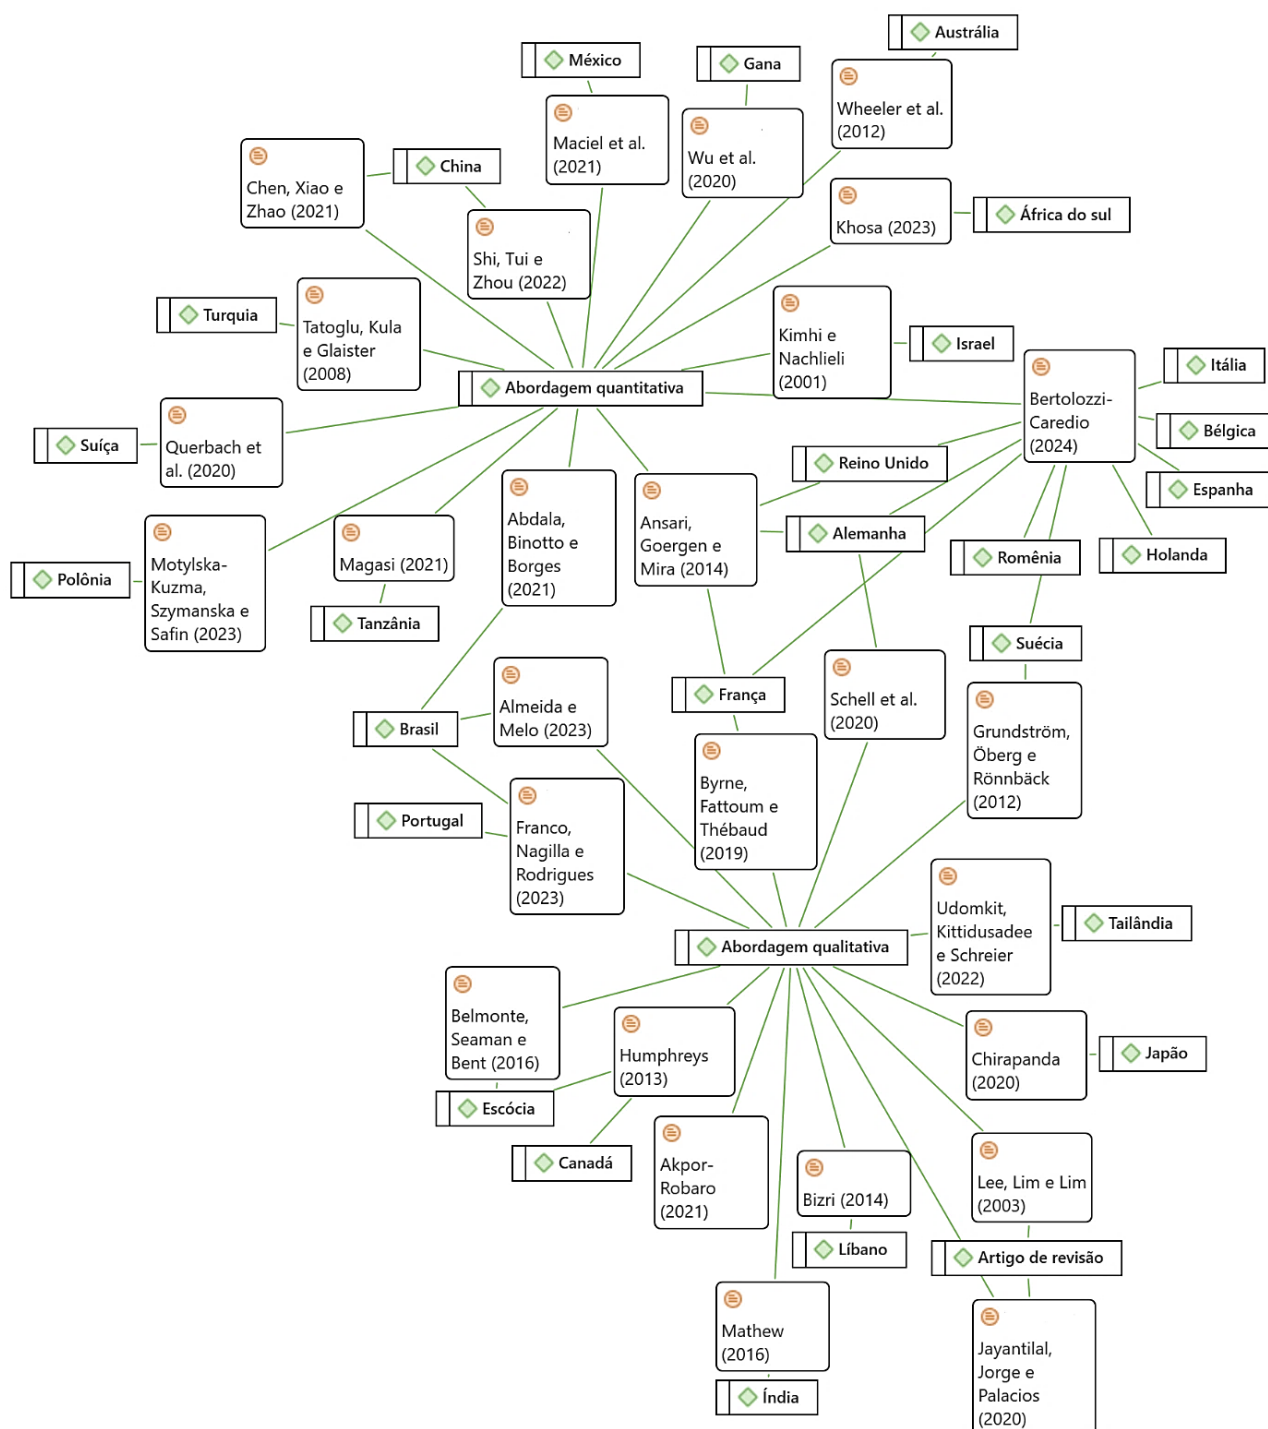 Austrália
México
Gana
Wheeler et al.
(2012)
Maciel et al.
(2021)
Wu et al.
(2020)
Chen, Xiao e
Zhao (2021)
China
Khosa (2023)
África do sul
Shi, Tui e
Zhou (2022)
Turquia
Tatoglu, Kula
e Glaister
(2008)
Kimhi e
Nachlieli
(2001)
Israel
Abordagem quantitativa
Bertolozzi-
Caredio
(2024)
Itália
Bélgica
Espanha
Suíça
Querbach et
al. (2020)
Reino Unido
Abdala,
Binotto e
Borges
(2021)
Ansari,
Goergen e
Mira (2014)
Alemanha
Romênia
Holanda
Polônia
Motylska-
Kuzma,
Szymanska e
Safin (2023)
Magasi (2021)
Tanzânia
Suécia
Almeida e
Melo (2023)
França
Schell et al.
(2020)
Grundström,
Öberg e
Rönnbäck
(2012)
Brasil
Byrne,
Fattoum e
Thébaud
(2019)
Portugal
Franco,
Nagilla e
Rodrigues
(2023)
Abordagem qualitativa
Udomkit,
Kittidusadee
e Schreier
(2022)
Tailândia
Belmonte,
Seaman e
Bent (2016)
Humphreys
(2013)
Chirapanda
(2020)
Japão
Escócia
Canadá
Akpor-
Robaro
(2021)
Bizri (2014)
Líbano
Lee, Lim e Lim
(2003)
Artigo de revisão
Mathew
(2016)
Índia
Jayantilal,
Jorge e
Palacios
(2020)